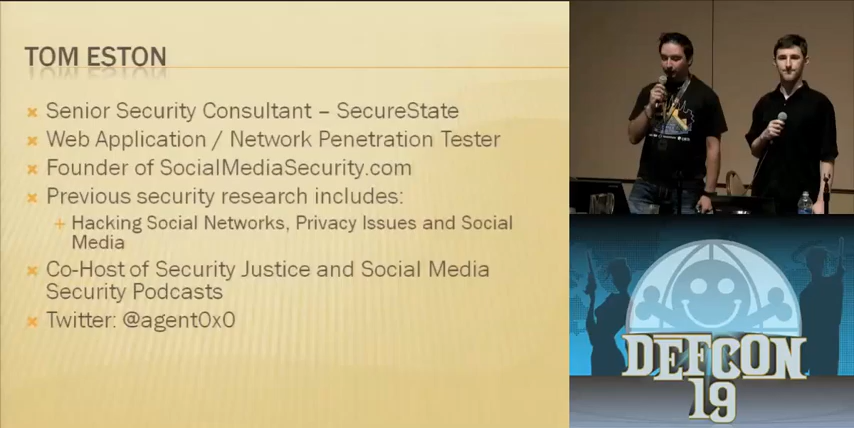 TOM ESTON
Senior Security Consultant – SecureState
Web Application / Network Penetration Tester
Founder of SocialMediaSecurity.com
Previous security research includes:
Hacking Social Networks, Privacy Issues and Social
Media
Co-Host of Security Justice and Social Media
Security Podcasts
Twitter: @agent0x0
DEFCON
19